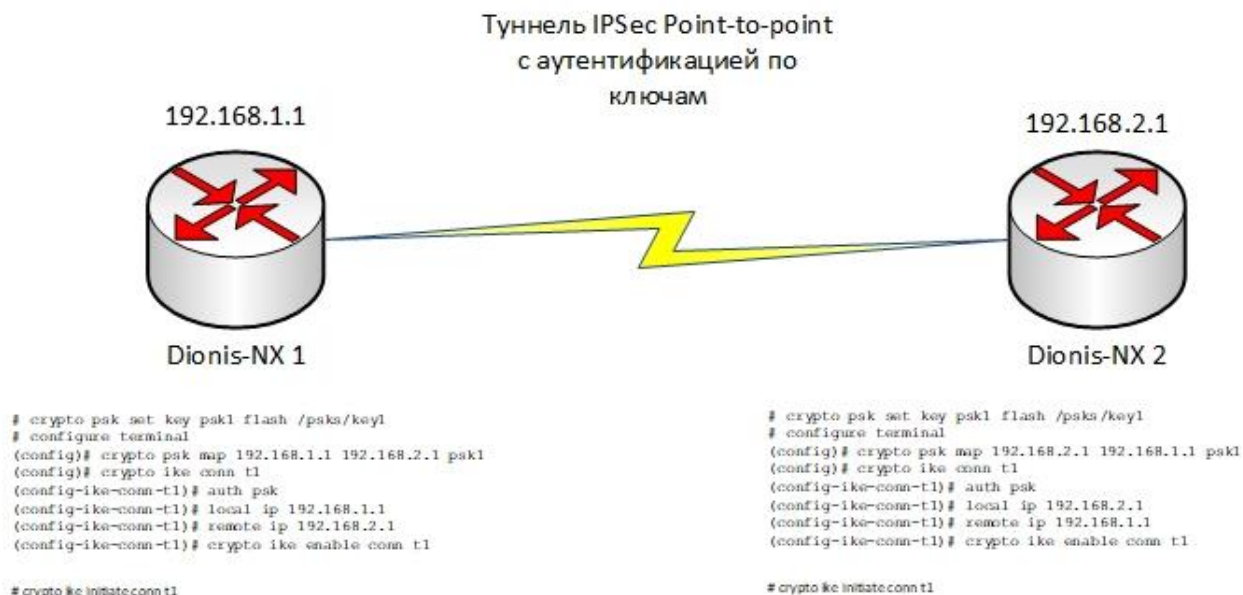 Туннель IPSec Point-to-point
с аутентификацией по
ключам
192.168.1.1
192.168.2.1
Dionis-NX 1
Dionis-NX 2
# crypto psk set key psk1 flash /psks/key1
# configure terminal
(config)# crypto psk map 192.168.1.1 192.168.2.1 psk1
(config)# crypto ike conn t1
(config-ike-conn-t1)# auth psk
(config-ike-conn-t1)# local ip 192.168.1.1
(config-ike-conn-t1)# remote ip 192.168.2.1
(config-ike-conn-t1)# crypto ike enable conn t1
# crypto ike initiate conn t1
# crypto psk set key psk1 flash /psks/key1
# configure terminal
(config)# crypto psk map 192.168.2.1 192.168.1.1 psk1
(config)# crypto ike conn t1
(config-ike-conn-t1)# auth psk
(config-ike-conn-t1)# local ip 192.168.2.1
(config-ike-conn-t1)# remote ip 192.168.1.1
(config-ike-conn-t1)# crypto ike enable conn t1
# crypto ike initiate conn t1